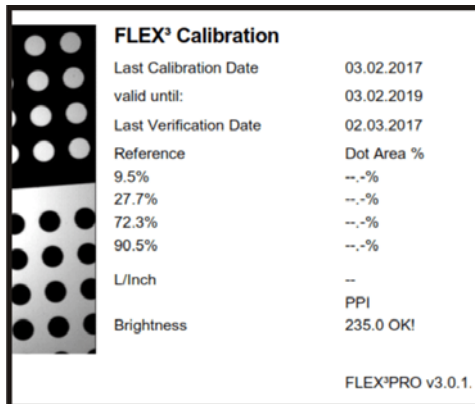 FLEX³ Calibration
Last Calibration Date 03.02.2017
valid until: 03.02.2019
Last Verification Date 02.03.2017
Reference Dot Area %
9.5% --.-%
27.7% --.-%
72.3% --.-%
90.5% --.-%
L/Inch --
PPI
Brightness 235.0 OK!
FLEX³PRO v3.0.1.